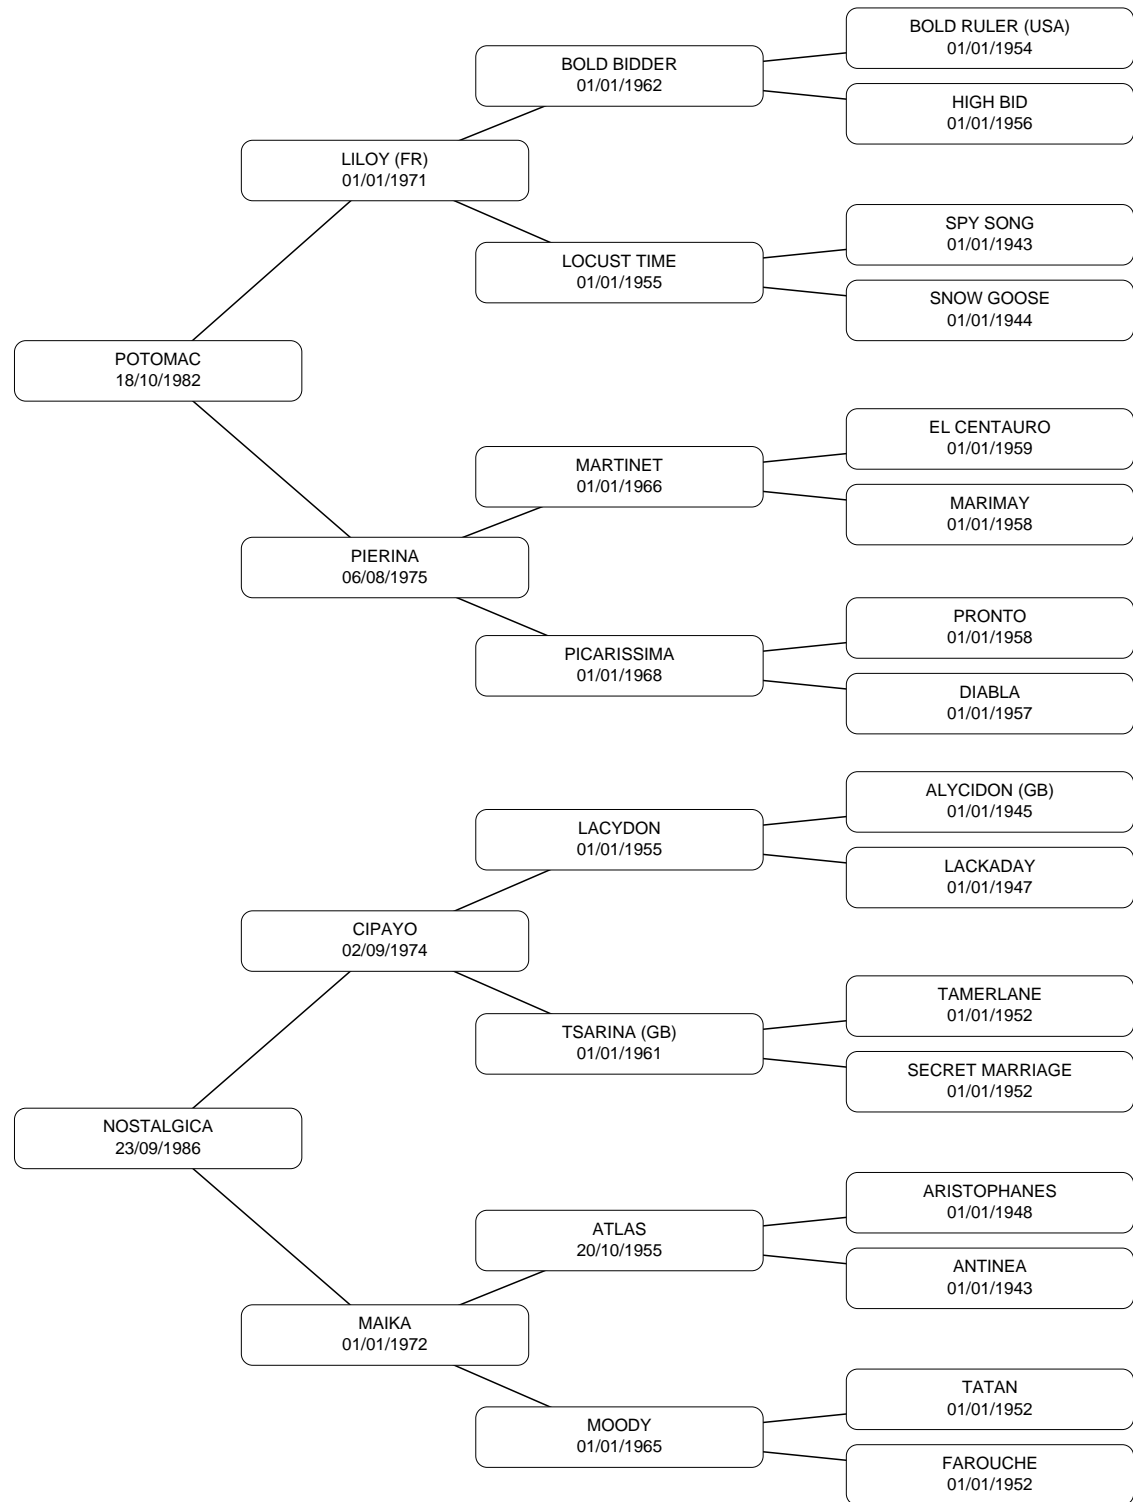 BOLD RULER (USA)
01/01/1954
BOLD BIDDER
01/01/1962
HIGH BID
01/01/1956
LILOY (FR)
01/01/1971
SPY SONG
01/01/1943
LOCUST TIME
01/01/1955
SNOW GOOSE
01/01/1944
POTOMAC
18/10/1982
EL CENTAURO
01/01/1959
MARTINET
01/01/1966
MARIMAY
01/01/1958
PIERINA
06/08/1975
PRONTO
01/01/1958
PICARISSIMA
01/01/1968
DIABLA
01/01/1957
ALYCIDON (GB)
01/01/1945
LACYDON
01/01/1955
LACKADAY
01/01/1947
CIPAYO
02/09/1974
TAMERLANE
01/01/1952
TSARINA (GB)
01/01/1961
SECRET MARRIAGE
01/01/1952
NOSTALGICA
23/09/1986
ARISTOPHANES
01/01/1948
ATLAS
20/10/1955
ANTINEA
01/01/1943
MAIKA
01/01/1972
TATAN
01/01/1952
MOODY
01/01/1965
FAROUCHE
01/01/1952